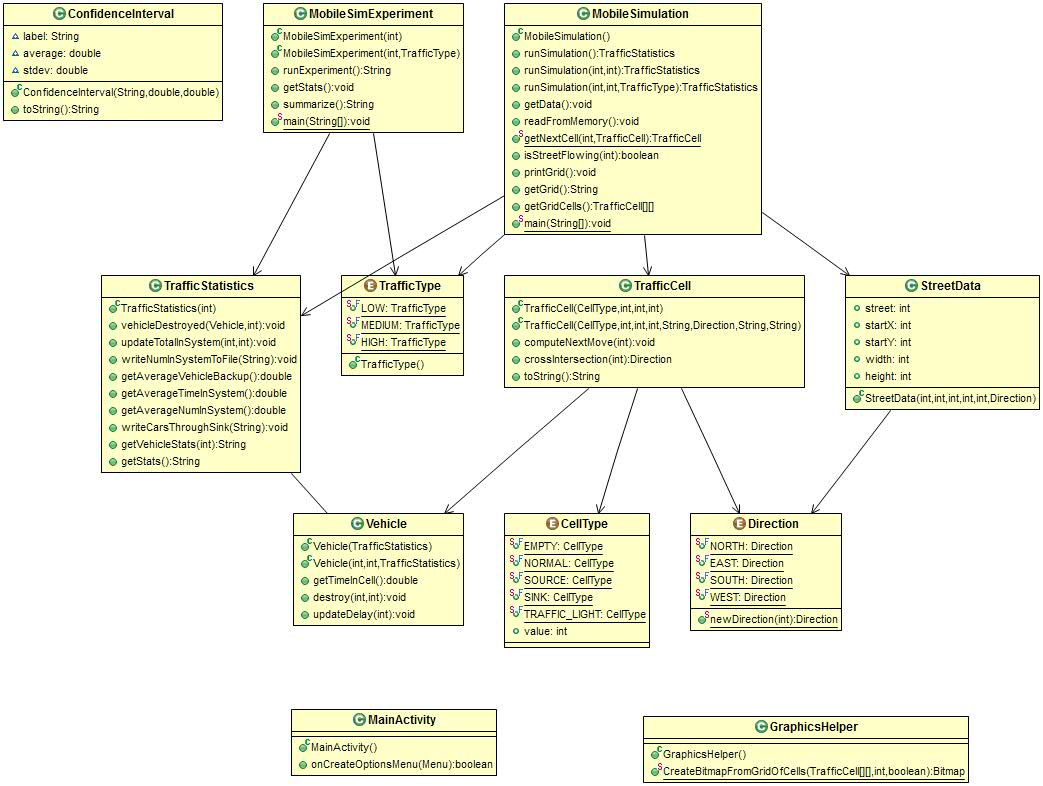 ConfidenceInterval
label: String
average: double
stdev: double
ConfidenceInterval(String,double,double)
toString():String
MobileSimExperiment
MobileSimExperiment(int)
MobileSimExperiment(int,TrafficType)
runExperiment():String
getStats():void
summarize():String
main(String[]):void
MobileSimulation
MobileSimulation()
runSimulation():TrafficStatistics
runSimulation(int,int):TrafficStatistics
runSimulation(int,int,TrafficType):TrafficStatistics
getData():void
readFromMemory():void
getNextCell(int,TrafficCell):TrafficCell
isStreetFlowing(int):boolean
printGrid():void
getGrid():String
getGridCells():TrafficCell[][]
main(String[]):void
TrafficStatistics
TrafficStatistics(int)
vehicleDestroyed(Vehicle,int):void
updateTotalInSystem(int,int):void
writeNumInSystemToFile(String):void
getAverageVehicleBackup():double
getAverageTimeInSystem():double
getAverageNumInSystem():double
writeCarsThroughSink(String):void
getVehicleStats(int):String
getStats():String
TrafficType
LOW: TrafficType
MEDIUM: TrafficType
HIGH: TrafficType
TrafficType()
TrafficCell
TrafficCell(CellType,int,int,int)
TrafficCell(CellType,int,int,int,String,Direction,String,String)
computeNextMove(int):void
crossIntersection(int):Direction
toString():String
StreetData
street: int
startX: int
startY: int
width: int
height: int
StreetData(int,int,int,int,int,Direction)
Vehicle
Vehicle(TrafficStatistics)
Vehicle(int,int,TrafficStatistics)
getTimeInCell():double
destroy(int,int):void
updateDelay(int):void
CellType
EMPTY: CellType
NORMAL: CellType
SOURCE: CellType
SINK: CellType
TRAFFIC_LIGHT: CellType
value: int
Direction
NORTH: Direction
EAST: Direction
SOUTH: Direction
WEST: Direction
newDirection(int):Direction
MainActivity
MainActivity()
onCreateOptionsMenu(Menu):boolean
GraphicsHelper
GraphicsHelper()
CreateBitmapFromGridOfCells(TrafficCell[][],int,boolean):Bitmap